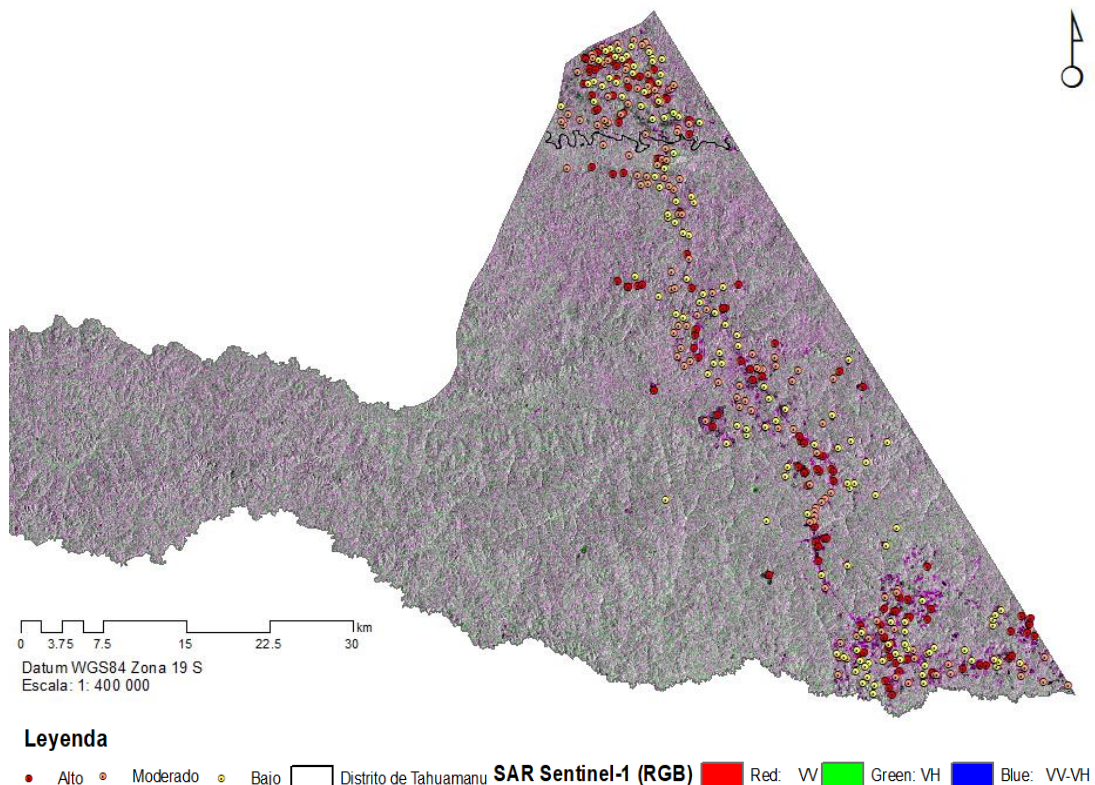 km
0 3.75 7.5 15 22.5 30
Datum WGS84 Zona 19 S
Escala: 1: 400 000
Leyenda
Alto Moderado Bajo Distrito de Tahuamanu SAR Sentinel-1 (RGB) Red: VV Green: VH Blue: VV-VH